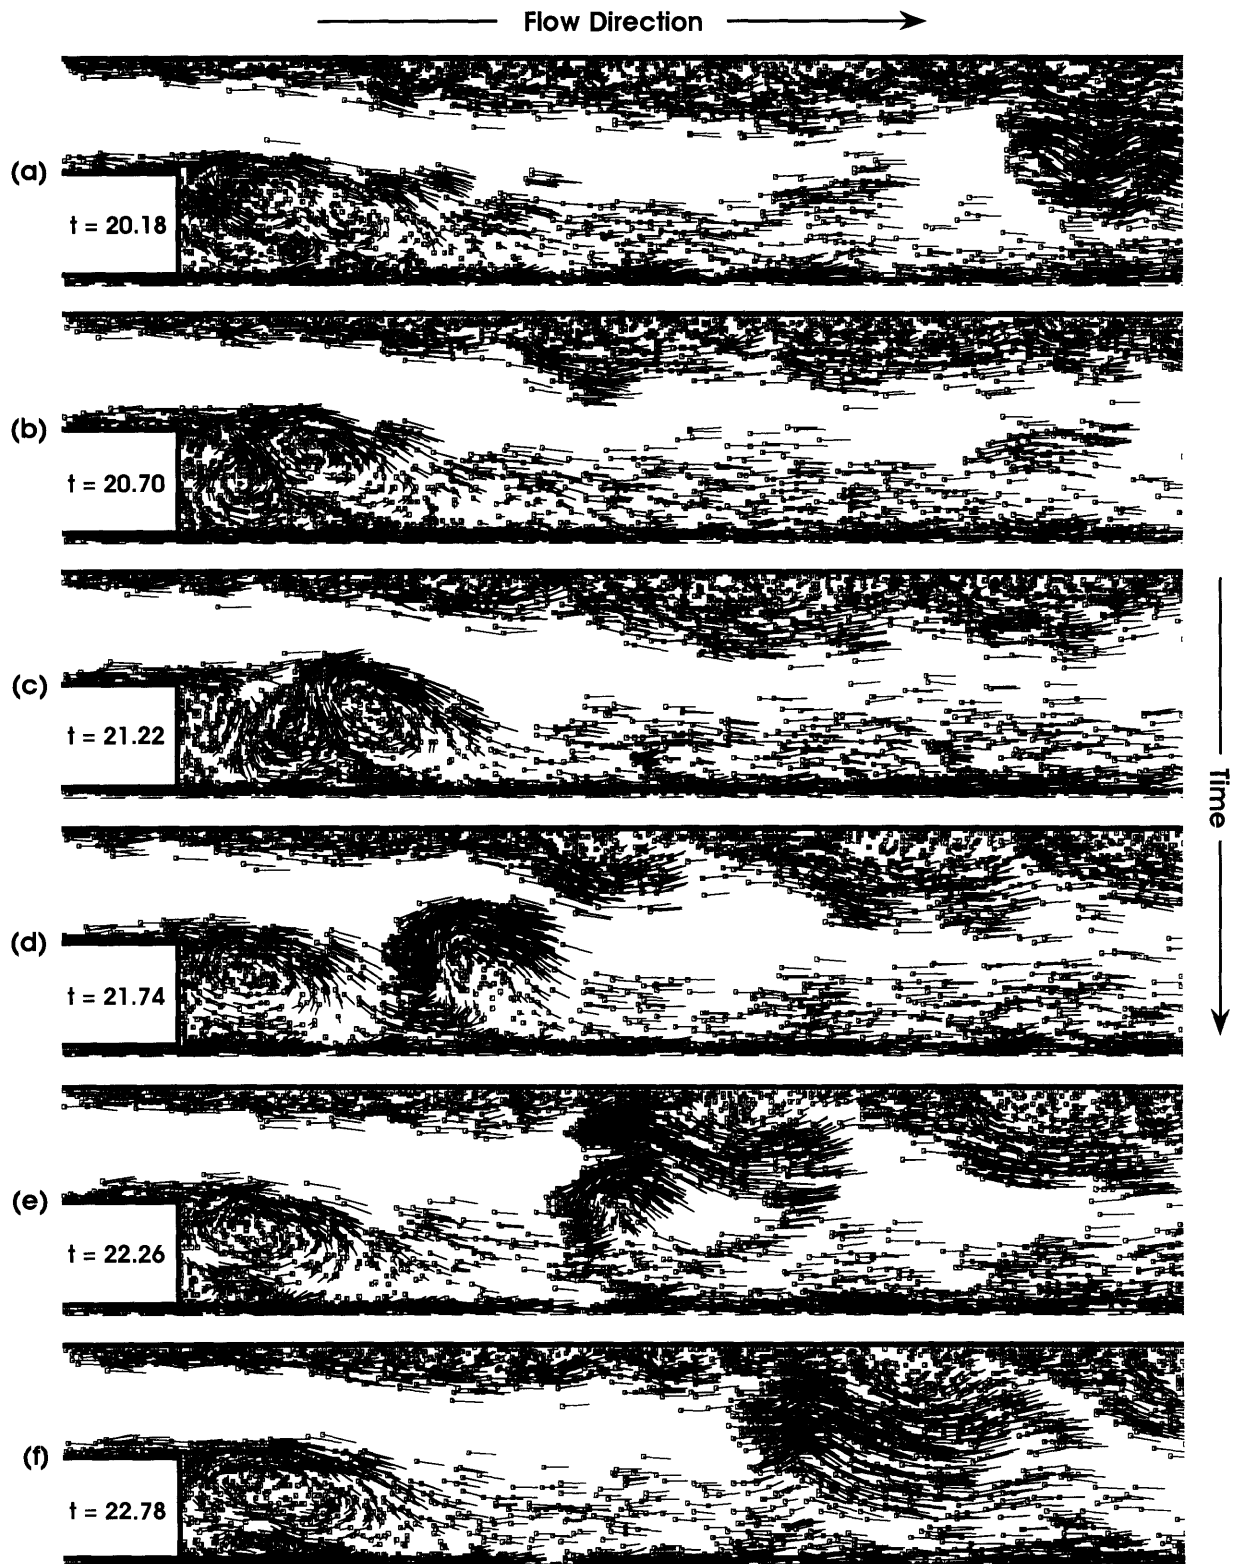 Flow Direction
(a)
t = 20.18
(b)
t = 20.70
(c)
t = 21.22
Time
(d)
t = 21.74
(e)
t = 22.26
(f)
t = 22.78